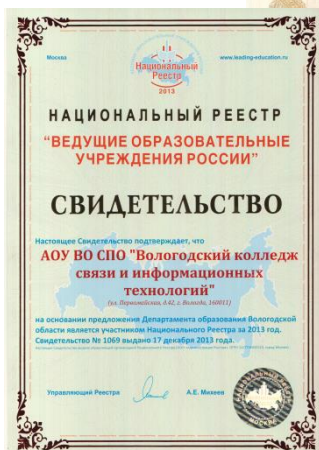 Москва
www.leading-education.ru
Национальный
Реестр
2013
НАЦИОНАЛЬНЫЙ РЕЕСТР
“ВЕДУЩИЕ ОБРАЗОВАТЕЛЬНЫЕ
УЧРЕЖДЕНИЯ РОССИИ”
СВИДЕТЕЛЬСТВО
Настоящее Свидетельство подтверждает, что
АОУ ВО СПО "Вологодский колледж
связи и информационных
технологий"
(ул. Первомайская, д.42, г. Вологда, 160011)
на основании предложения Департамента образования Вологодской
области является участником Национального Реестра за 2013 год.
Свидетельство № 1069 выдано 17 декабря 2013 года.
Управляющий Реестра
А.Е. Михеев
МОСКВА